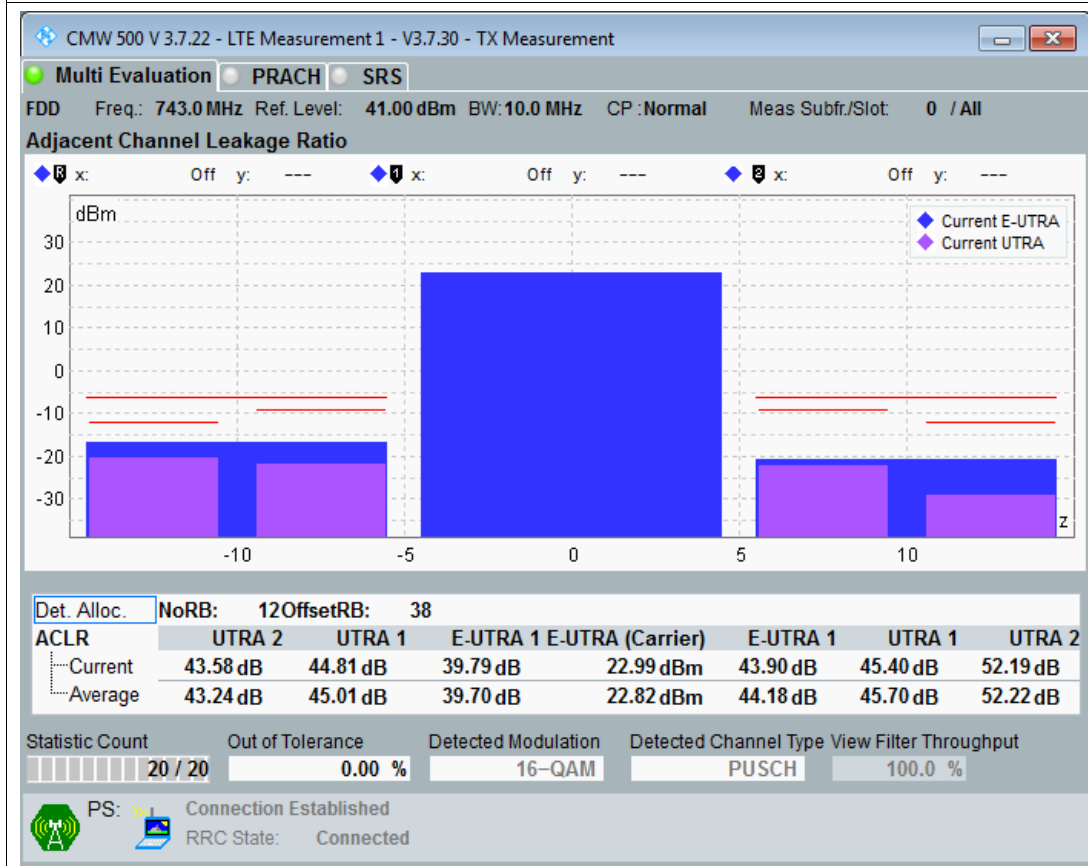 CMW 500 V 3.7.22 - LTE Measurement 1 - V3.7.30 - TX Measurement
Multi Evaluation PRACH SRS
FDD Freq.: 743.0 MHz Ref. Level: 41.00 dBm BW: 10.0 MHz CP : Normal Meas Subfr./Slot: 0 / All
Adjacent Channel Leakage Ratio
R x: Off y: --- 1 x: Off y: --- 2 x: Off y: ---
dBm
Current E-UTRA
Current UTRA
30
20
10
0
-10
-20
-30
z
-10 -5 0 5 10
Det. Alloc. NoRB: 12 OffsetRB: 38
ACLR UTRA 2 UTRA 1 E-UTRA 1 E-UTRA (Carrier) E-UTRA 1 UTRA 1 UTRA 2
Current 43.58 dB 44.81 dB 39.79 dB 22.99 dBm 43.90 dB 45.40 dB 52.19 dB
Average 43.24 dB 45.01 dB 39.70 dB 22.82 dBm 44.18 dB 45.70 dB 52.22 dB
Statistic Count Out of Tolerance Detected Modulation Detected Channel Type View Filter Throughput
20 / 20 0.00 % 16-QAM PUSCH 100.0 %
PS: Connection Established
RRC State: Connected